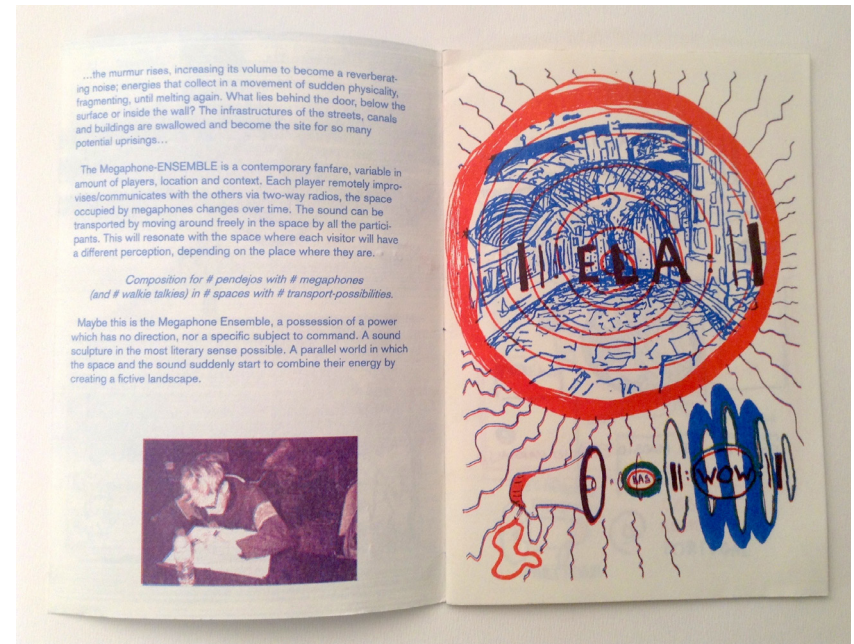 …the murmur rises, increasing its volume to become a reverberat-
ing noise; energies that collect in a movement of sudden physicality,
fragmenting, until melting again. What lies behind the door, below the
surface or inside the wall? The infrastructures of the streets, canals
and buildings are swallowed and become the site for so many
potential uprisings…
The Megaphone-ENSEMBLE is a contemporary fanfare, variable in
amount of players, location and context. Each player remotely impro-
vises/communicates with the others via two-way radios, the space
occupied by megaphones changes over time. The sound can be
transported by moving around freely in the space by all the partici-
pants. This will resonate with the space where each visitor will have
a different perception, depending on the place where they are.
Composition for # pendejos with # megaphones
(and # walkie talkies) in # spaces with # transport-possibilities.
Maybe this is the Megaphone Ensemble, a possession of a power
which has no direction, nor a specific subject to command. A sound
sculpture in the most literary sense possible. A parallel world in which
the space and the sound suddenly start to combine their energy by
creating a fictive landscape.
||:ELA:||
BAS ||:WOW:||